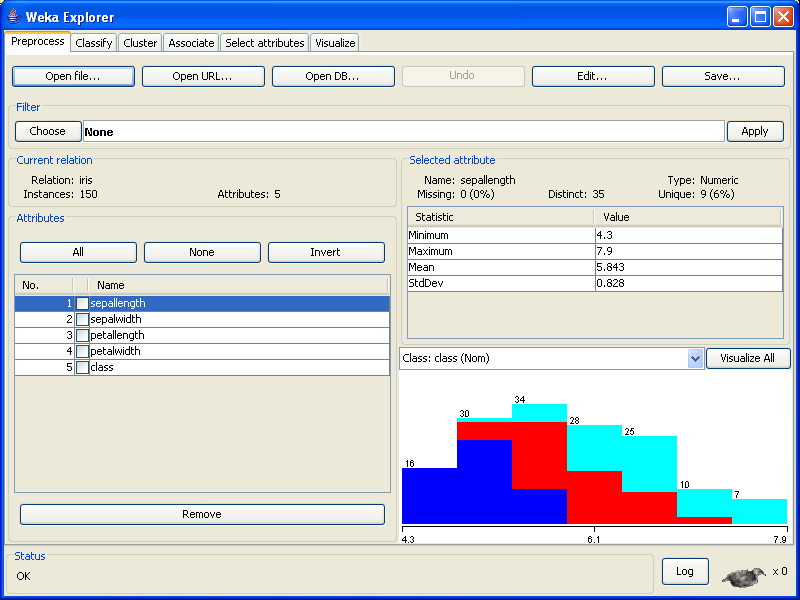 Weka Explorer
Preprocess Classify Cluster Associate Select attributes Visualize
Open file... Open URL... Open DB... Undo Edit... Save...
Filter
Choose None Apply
Current relation
Relation: iris
Instances: 150 Attributes: 5
Attributes
All None Invert
No. Name
1 sepallength
2 sepalwidth
3 petallength
4 petalwidth
5 class
Remove
Selected attribute
Name: sepallength Type: Numeric
Missing: 0 (0%) Distinct: 35 Unique: 9 (6%)
Statistic Value
Minimum 4.3
Maximum 7.9
Mean 5.843
StdDev 0.828
Class: class (Nom) Visualize All
16 30 34 28 25 10 7
4.3 6.1 7.9
Status
OK
Log x 0